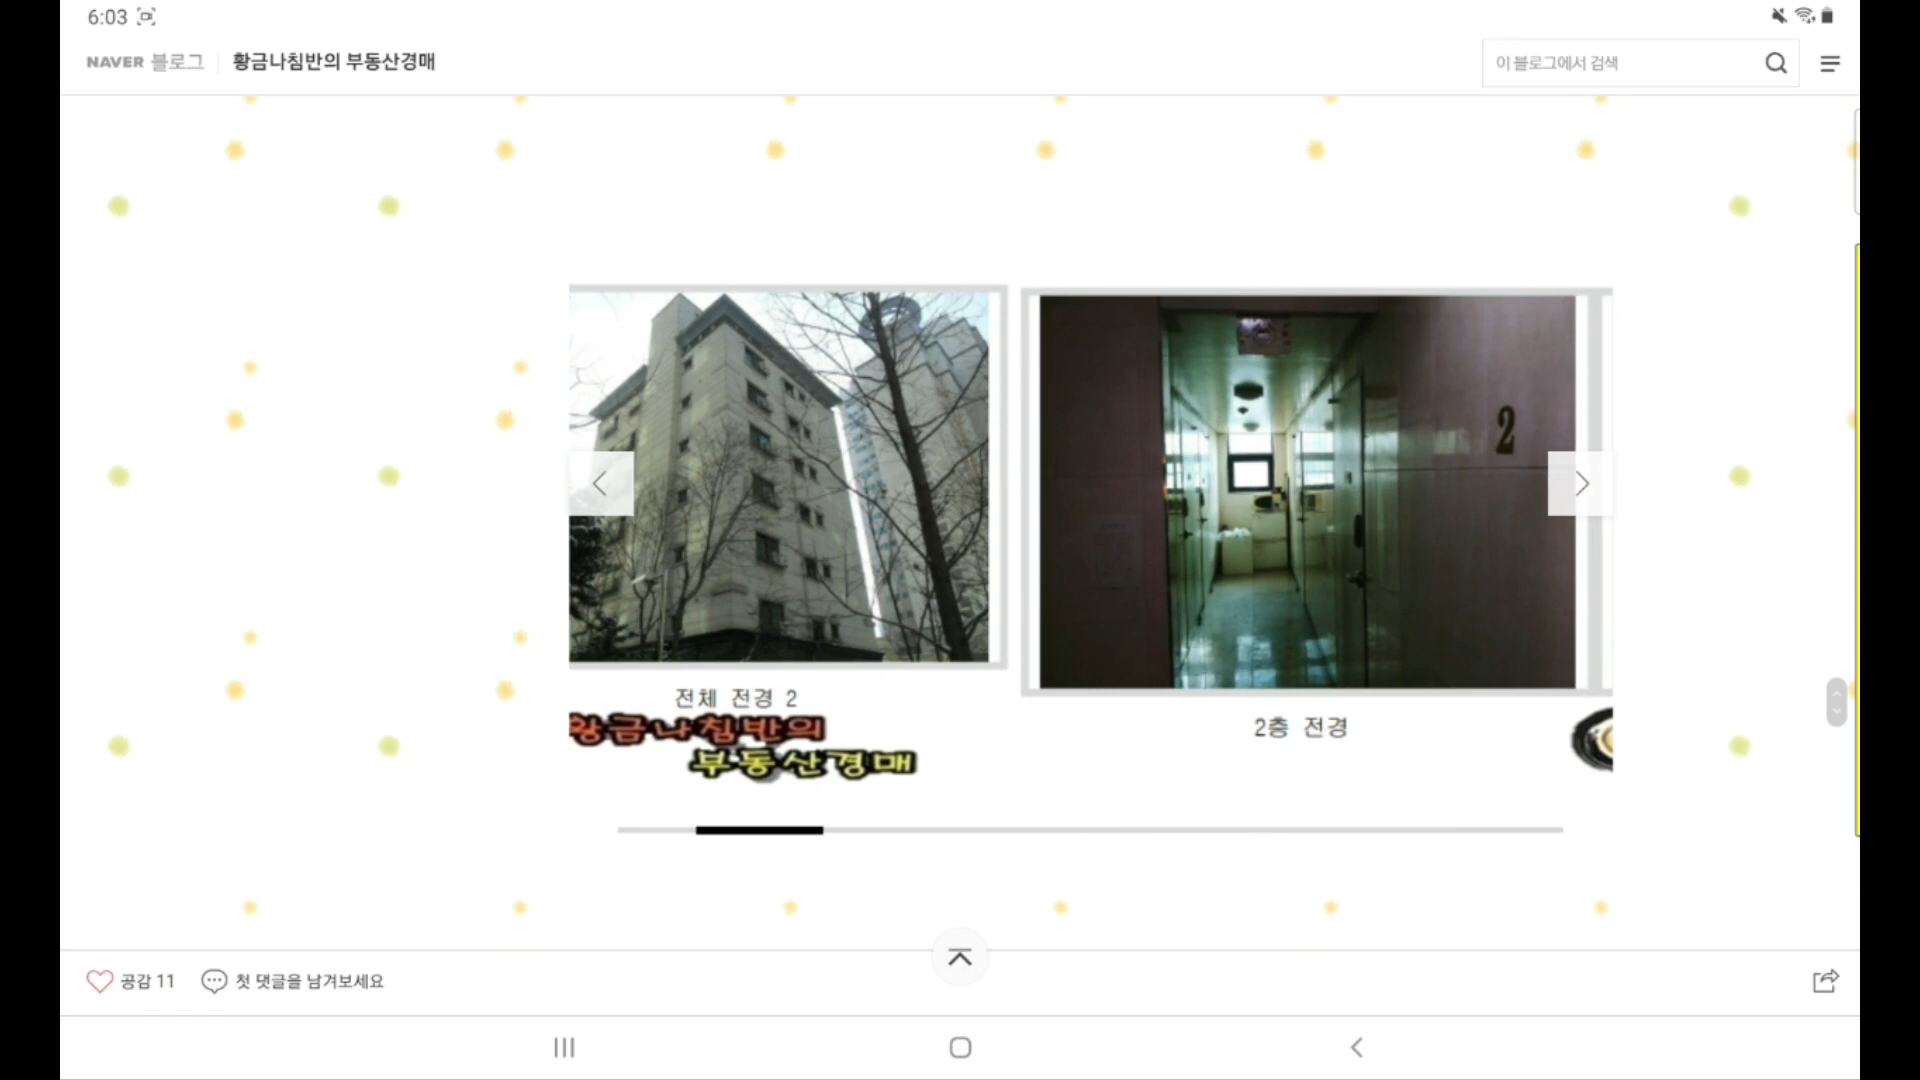 6:03
NAVER 블로그 황금나침반의 부동산경매
이 블로그에서 검색
2
전체 전경 2
황금나침반의
부동산경매
2층 전경
공감 11 첫 댓글을 남겨보세요